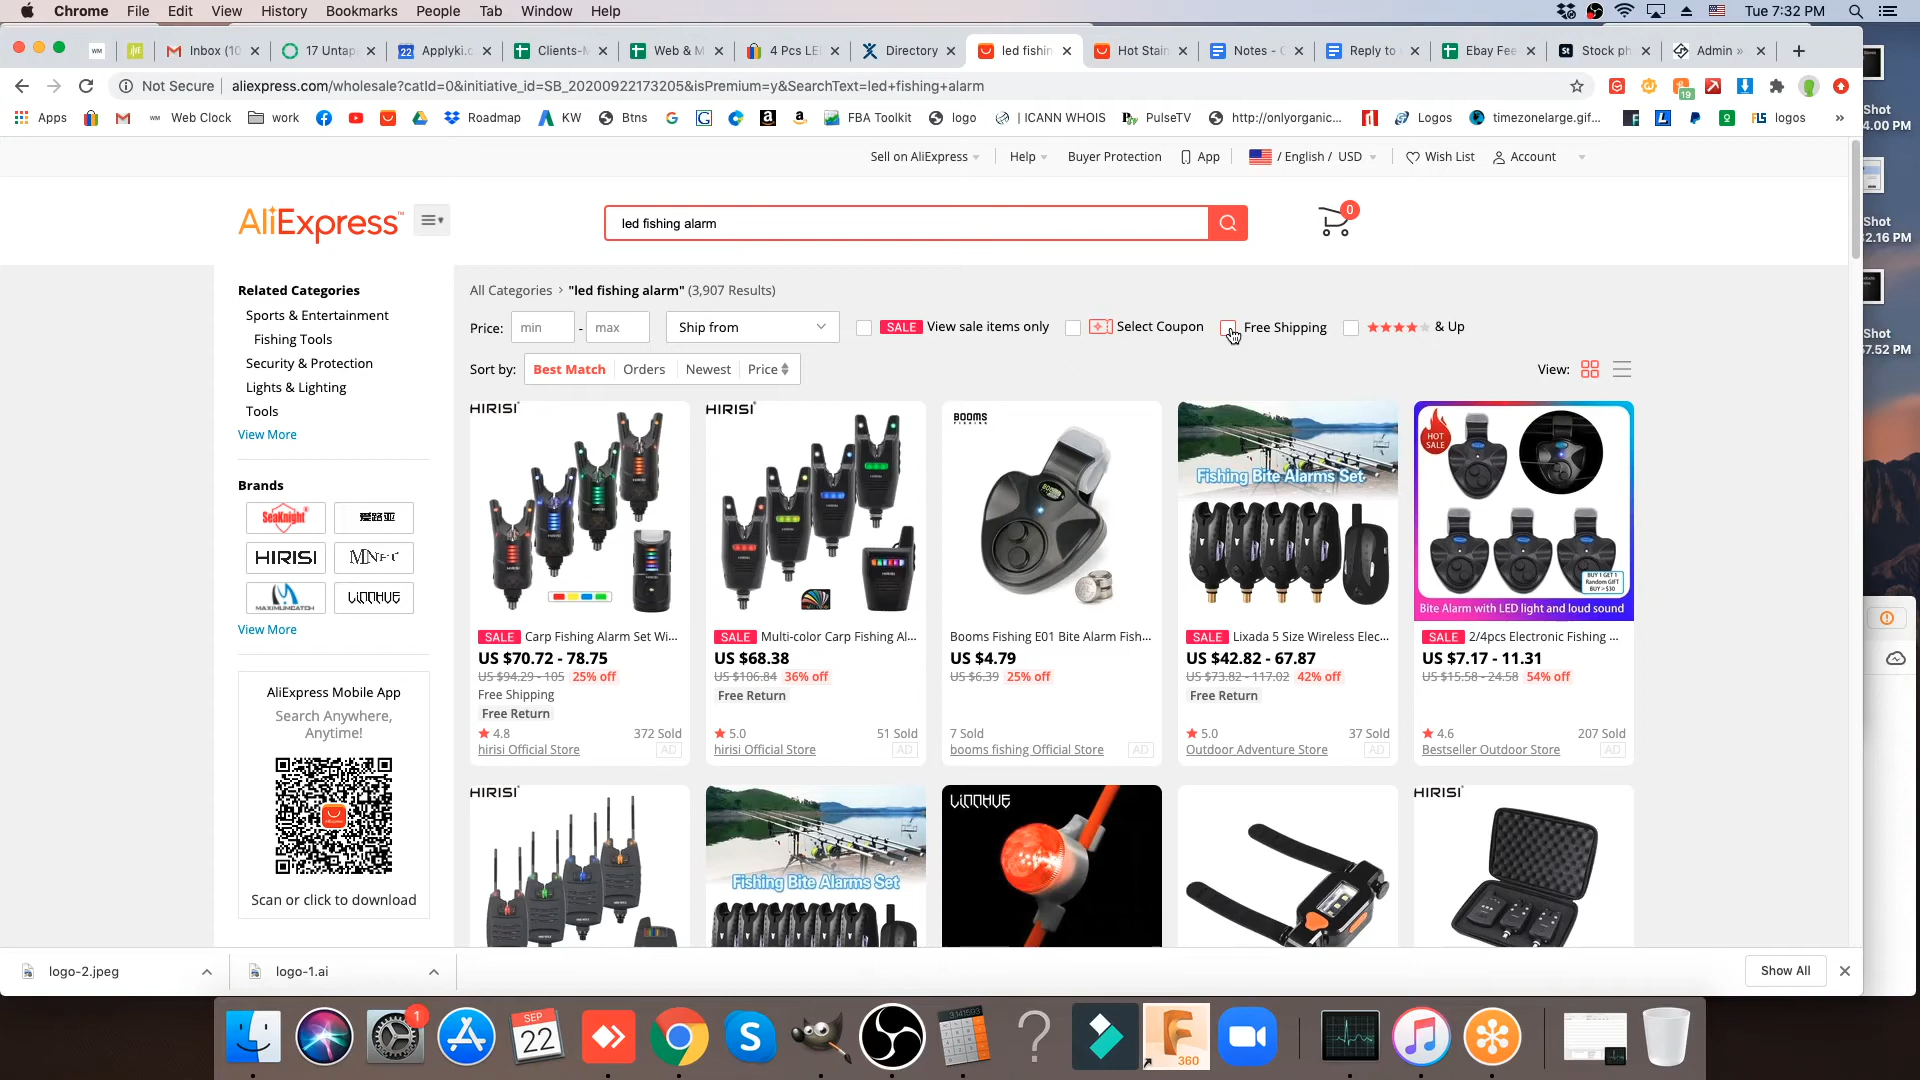 Chrome File Edit View History Bookmarks People Tab Window Help Tue 7:32 PM
Inbox (10 17 Untap Applyki.c Clients-M Web & M 4 Pcs LE Directory led fishin Hot Stain Notes - C Reply to Ebay Fee Stock ph Admin »
Not Secure aliexpress.com/wholesale?catId=0&initiative_id=SB_20200922173205&isPremium=y&SearchText=led+fishing+alarm 19
Apps Web Clock work Roadmap KW Btns FBA Toolkit logo | ICANN WHOIS PulseTV http://onlyorganic... Logos timezonelarge.gif... logos »
Shot
4.00 PM
Shot
2.16 PM
Shot
7.52 PM
Sell on AliExpress Help Buyer Protection App / English / USD Wish List Account
AliExpress
led fishing alarm
0
Related Categories
Sports & Entertainment
Fishing Tools
Security & Protection
Lights & Lighting
Tools
View More
Brands
SeaKnight
HIRISI
MAXIMUMCATCH LINNHUE
View More
AliExpress Mobile App
Search Anywhere,
Anytime!
Scan or click to download
All Categories > "led fishing alarm" (3,907 Results)
Price: min - max Ship from SALE View sale items only Select Coupon Free Shipping & Up
Sort by: Best Match Orders Newest Price View:
HIRISI
SALE Carp Fishing Alarm Set Wi...
US $70.72 - 78.75
US $94.29 - 105 25% off
Free Shipping
Free Return
4.8 372 Sold
hirisi Official Store AD
HIRISI
SALE Multi-color Carp Fishing Al...
US $68.38
US $106.84 36% off
Free Return
5.0 51 Sold
hirisi Official Store AD
BOOMS
FISHING
Booms Fishing E01 Bite Alarm Fish...
US $4.79
US $6.39 25% off
7 Sold
booms fishing Official Store AD
Fishing Bite Alarms Set
SALE Lixada 5 Size Wireless Elec...
US $42.82 - 67.87
US $73.82 - 117.02 42% off
Free Return
5.0 37 Sold
Outdoor Adventure Store AD
HOT
SALE
BUY 1 GET 1
Random GIFT
BUY >$30
Bite Alarm with LED light and loud sound
SALE 2/4pcs Electronic Fishing ...
US $7.17 - 11.31
US $15.58 - 24.58 54% off
4.6 207 Sold
Bestseller Outdoor Store AD
HIRISI
Fishing Bite Alarms Set
LINNHUE
HIRISI
logo-2.jpeg logo-1.ai Show All
1
SEP
22
3.141593
360